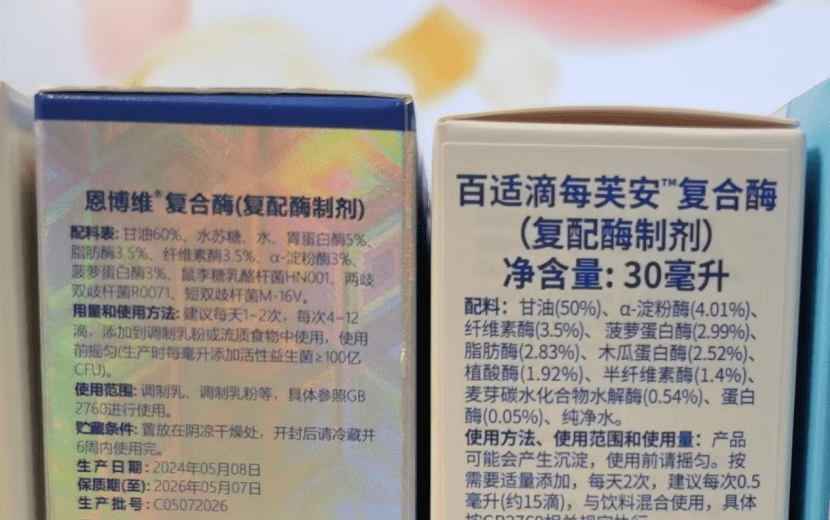 恩博维®复合酶(复配酶制剂)
配料表: 甘油60%、水苏糖、水、胃蛋白酶5%、
脂肪酶3.5%、纤维素酶3.5%、α-淀粉酶3%、
菠萝蛋白酶3%、鼠李糖乳酪杆菌HN001、两歧
双歧杆菌R0071、短双歧杆菌M-16V。
用量和使用方法: 建议每天1~2次，每次4~12
滴，添加到调制乳粉或流质食物中使用，使用
前摇匀(生产时每毫升添加活性益生菌≥100亿
CFU)。
使用范围: 调制乳、调制乳粉等，具体参照GB
2760进行使用。
贮藏条件: 置放在阴凉干燥处，开封后请冷藏并
6周内使用完。
生产日期: 2024年05月08日
保质期(至): 2026年05月07日
生产批号: C05072026
百适滴每芙安™复合酶
(复配酶制剂)
净含量: 30毫升
配料: 甘油(50%)、α-淀粉酶(4.01%)、
纤维素酶(3.5%)、菠萝蛋白酶(2.99%)、
脂肪酶(2.83%)、木瓜蛋白酶(2.52%)、
植酸酶(1.92%)、半纤维素酶(1.4%)、
麦芽碳水化合物水解酶(0.54%)、蛋白
酶(0.05%)、纯净水。
使用方法、使用范围和使用量: 产品
可能会产生沉淀，使用前请摇匀。按
需要适量添加，每天2次，建议每次0.5
毫升(约15滴)，与饮料混合使用，具体
按GB2760相关规定执行